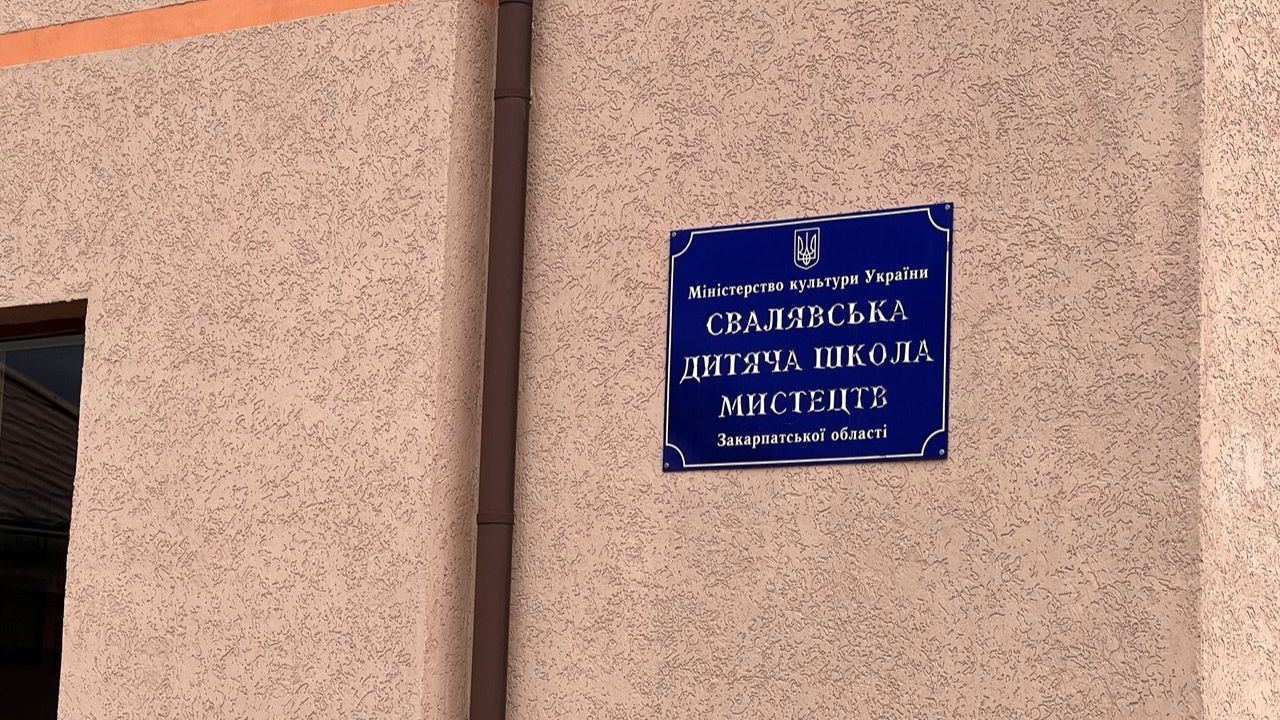 Міністерство культури України
СВАЛЯВСЬКА
ДИТЯЧА ШКОЛА
МИСТЕЦТВ
Закарпатської області